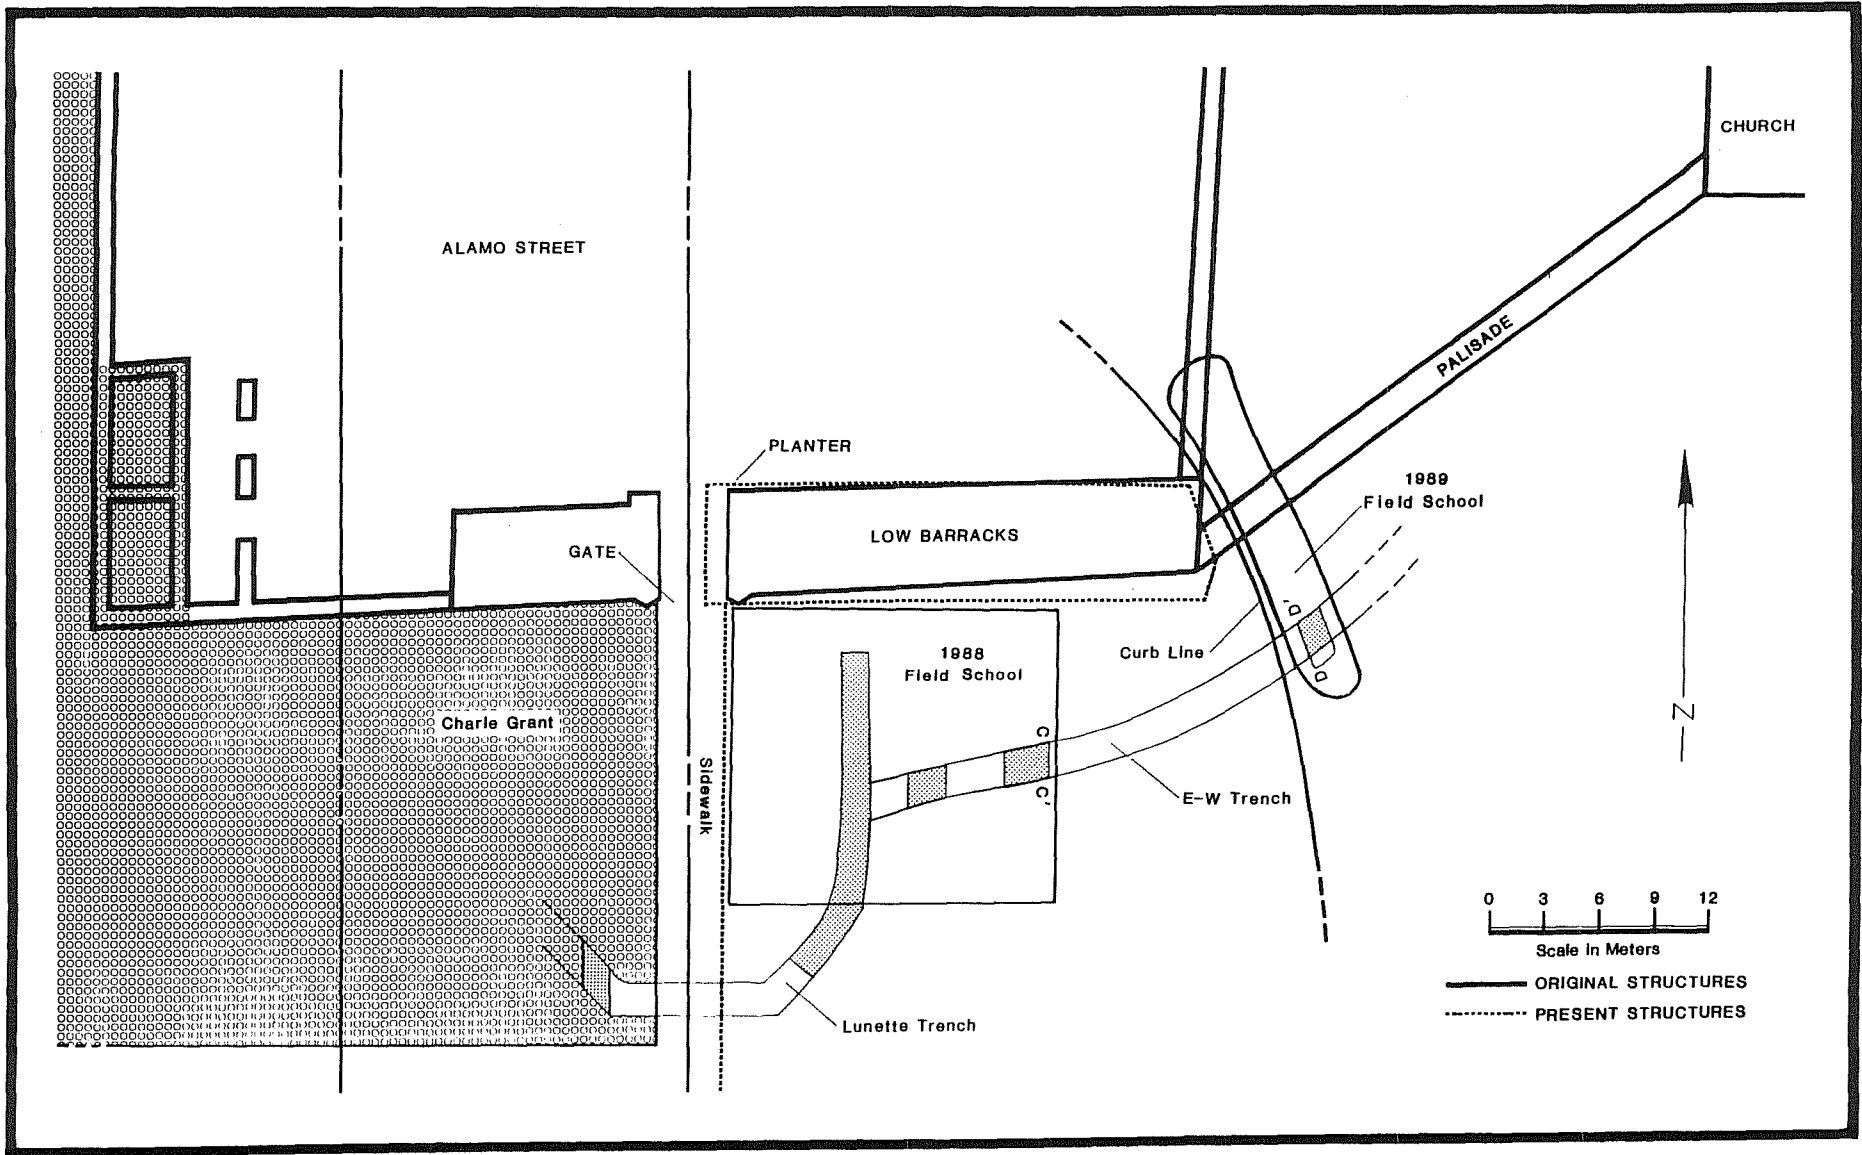 CHURCH
ALAMO STREET
PALISADE
PLANTER
1989
Field School
LOW BARRACKS
GATE
D'
Curb Line
1988
Field School
D
Charle Grant
C
Sidewalk
C'
E-W Trench
N
0 3 6 9 12
Scale in Meters
ORIGINAL STRUCTURES
PRESENT STRUCTURES
Lunette Trench